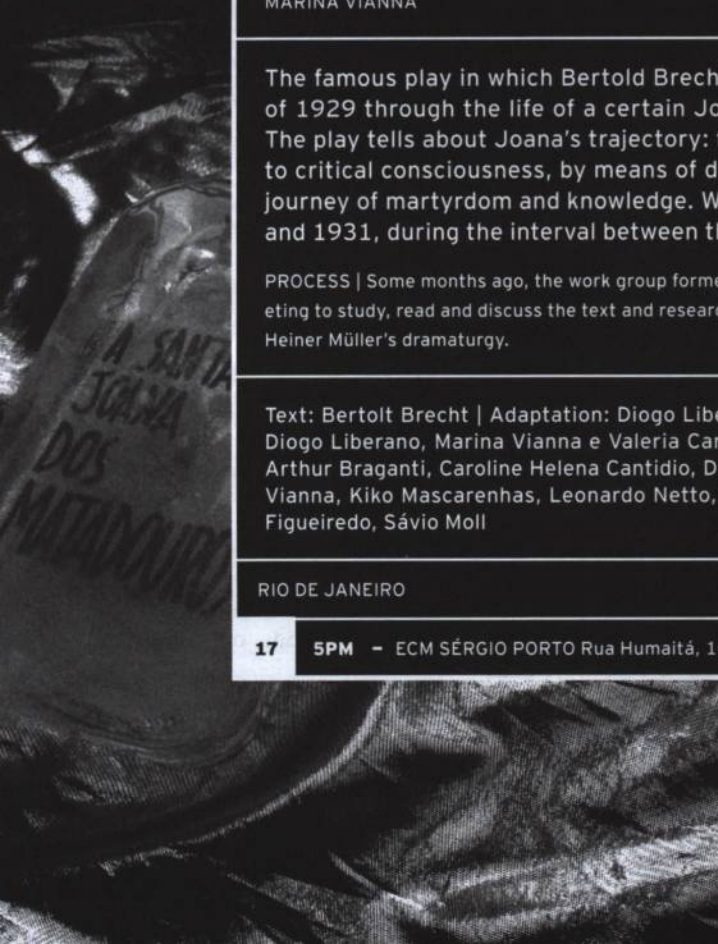 MARINA VIANNA
The famous play in which Bertold Brech
of 1929 through the life of a certain Jo
The play tells about Joana's trajectory:
to critical consciousness, by means of d
journey of martyrdom and knowledge. W
and 1931, during the interval between th
PROCESS | Some months ago, the work group forme
eting to study, read and discuss the text and resear
Heiner Müller's dramaturgy.
Text: Bertolt Brecht | Adaptation: Diogo Libe
Diogo Liberano, Marina Vianna e Valeria Car
Arthur Braganti, Caroline Helena Cantidio, D
Vianna, Kiko Mascarenhas, Leonardo Netto,
Figueiredo, Sávio Moll
RIO DE JANEIRO
17 5PM – ECM SÉRGIO PORTO Rua Humaitá, 1
A SANTA
JOANA
DOS
MATADOURO